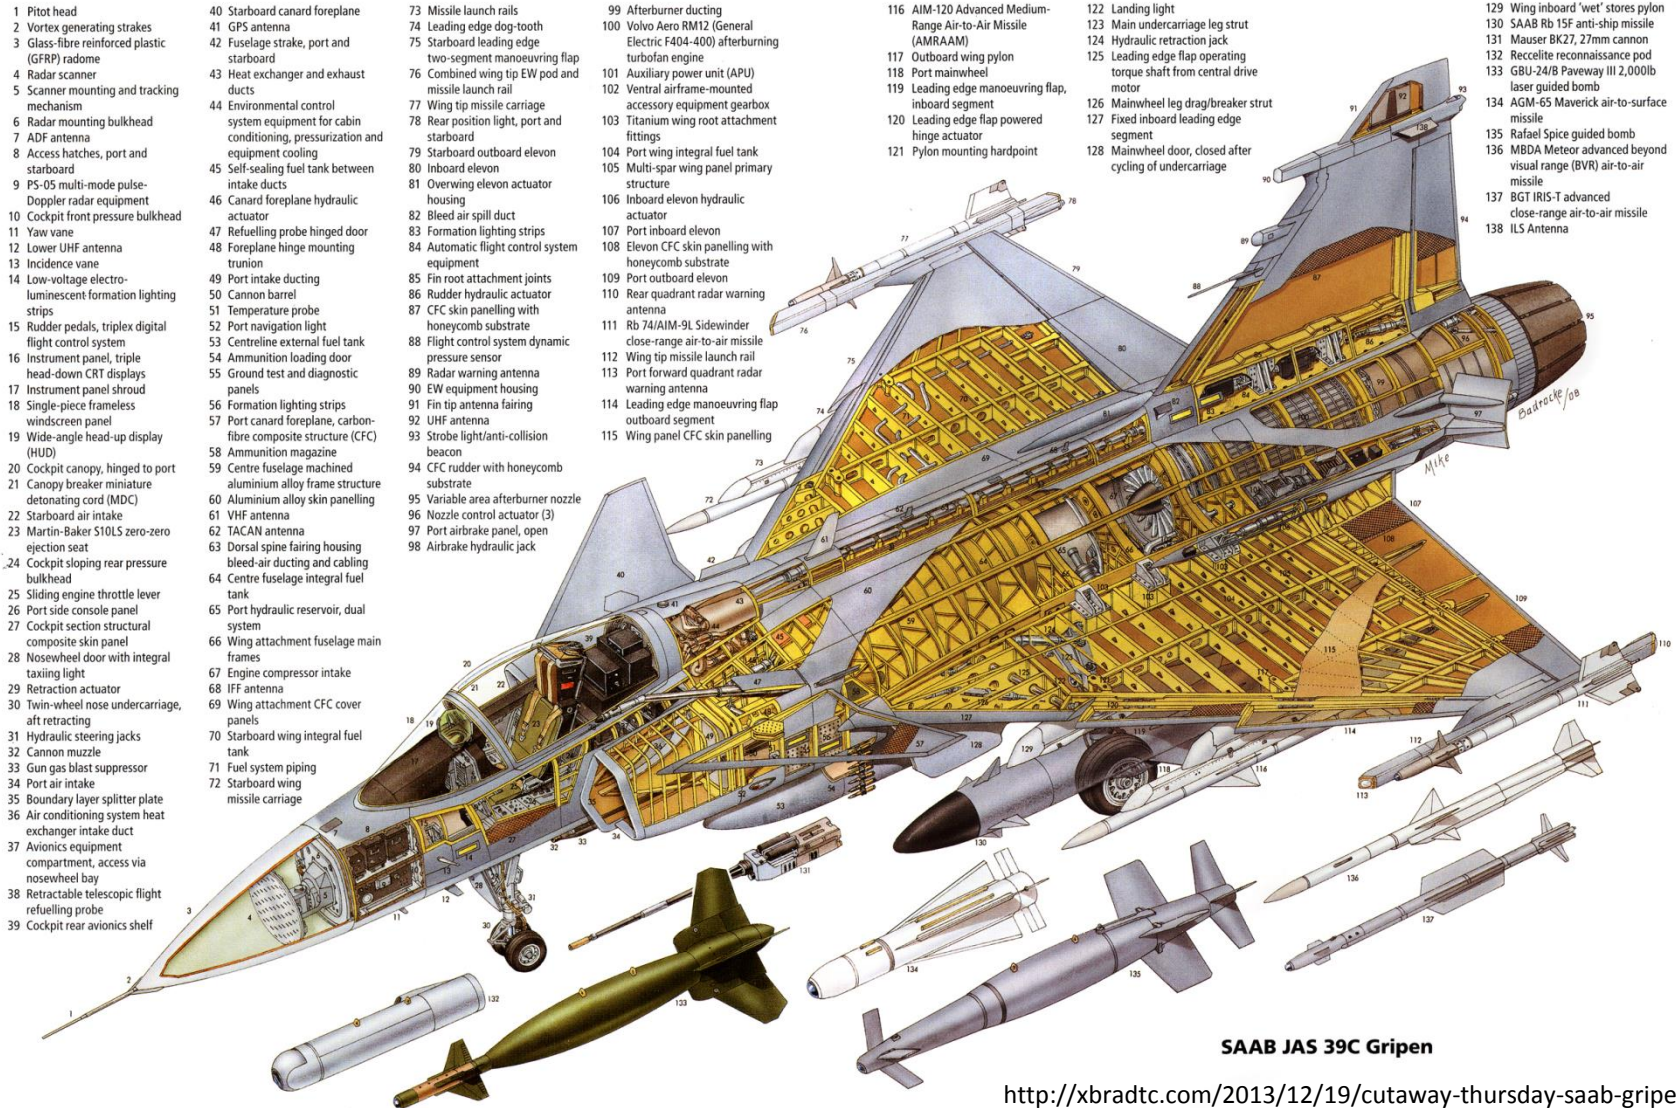 1 Pitot head
2 Vortex generating strakes
3 Glass-fibre reinforced plastic
(GFRP) radome
4 Radar scanner
5 Scanner mounting and tracking
mechanism
6 Radar mounting bulkhead
7 ADF antenna
8 Access hatches, port and
starboard
9 PS-05 multi-mode pulse-
Doppler radar equipment
10 Cockpit front pressure bulkhead
11 Yaw vane
12 Lower UHF antenna
13 Incidence vane
14 Low-voltage electro-
luminescent formation lighting
strips
15 Rudder pedals, triplex digital
flight control system
16 Instrument panel, triple
head-down CRT displays
17 Instrument panel shroud
18 Single-piece frameless
windscreen panel
19 Wide-angle head-up display
(HUD)
20 Cockpit canopy, hinged to port
21 Canopy breaker miniature
detonating cord (MDC)
22 Starboard air intake
23 Martin-Baker S10LS zero-zero
ejection seat
24 Cockpit sloping rear pressure
bulkhead
25 Sliding engine throttle lever
26 Port side console panel
27 Cockpit section structural
composite skin panel
28 Nosewheel door with integral
taxiing light
29 Retraction actuator
30 Twin-wheel nose undercarriage,
aft retracting
31 Hydraulic steering jacks
32 Cannon muzzle
33 Gun gas blast suppressor
34 Port air intake
35 Boundary layer splitter plate
36 Air conditioning system heat
exchanger intake duct
37 Avionics equipment
compartment, access via
nosewheel bay
38 Retractable telescopic flight
refuelling probe
39 Cockpit rear avionics shelf
40 Starboard canard foreplane
41 GPS antenna
42 Fuselage strake, port and
starboard
43 Heat exchanger and exhaust
ducts
44 Environmental control
system equipment for cabin
conditioning, pressurization and
equipment cooling
45 Self-sealing fuel tank between
intake ducts
46 Canard foreplane hydraulic
actuator
47 Refuelling probe hinged door
48 Foreplane hinge mounting
trunion
49 Port intake ducting
50 Cannon barrel
51 Temperature probe
52 Port navigation light
53 Centreline external fuel tank
54 Ammunition loading door
55 Ground test and diagnostic
panels
56 Formation lighting strips
57 Port canard foreplane, carbon-
fibre composite structure (CFC)
58 Ammunition magazine
59 Centre fuselage machined
aluminium alloy frame structure
60 Aluminium alloy skin panelling
61 VHF antenna
62 TACAN antenna
63 Dorsal spine fairing housing
bleed-air ducting and cabling
64 Centre fuselage integral fuel
tank
65 Port hydraulic reservoir, dual
system
66 Wing attachment fuselage main
frames
67 Engine compressor intake
68 IFF antenna
69 Wing attachment CFC cover
panels
70 Starboard wing integral fuel
tank
71 Fuel system piping
72 Starboard wing
missile carriage
73 Missile launch rails
74 Leading edge dog-tooth
75 Starboard leading edge
two-segment manoeuvring flap
76 Combined wing tip EW pod and
missile launch rail
77 Wing tip missile carriage
78 Rear position light, port and
starboard
79 Starboard outboard elevon
80 Inboard elevon
81 Overwing elevon actuator
housing
82 Bleed air spill duct
83 Formation lighting strips
84 Automatic flight control system
equipment
85 Fin root attachment joints
86 Rudder hydraulic actuator
87 CFC skin panelling with
honeycomb substrate
88 Flight control system dynamic
pressure sensor
89 Radar warning antenna
90 EW equipment housing
91 Fin tip antenna fairing
92 UHF antenna
93 Strobe light/anti-collision
beacon
94 CFC rudder with honeycomb
substrate
95 Variable area afterburner nozzle
96 Nozzle control actuator (3)
97 Port airbrake panel, open
98 Airbrake hydraulic jack
99 Afterburner ducting
100 Volvo Aero RM12 (General
Electric F404-400) afterburning
turbofan engine
101 Auxiliary power unit (APU)
102 Ventral airframe-mounted
accessory equipment gearbox
103 Titanium wing root attachment
fittings
104 Port wing integral fuel tank
105 Multi-spar wing panel primary
structure
106 Inboard elevon hydraulic
actuator
107 Port inboard elevon
108 Elevon CFC skin panelling with
honeycomb substrate
109 Port outboard elevon
110 Rear quadrant radar warning
antenna
111 Rb 74/AIM-9L Sidewinder
close-range air-to-air missile
112 Wing tip missile launch rail
113 Port forward quadrant radar
warning antenna
114 Leading edge manoeuvring flap
outboard segment
115 Wing panel CFC skin panelling
116 AIM-120 Advanced Medium-
Range Air-to-Air Missile
(AMRAAM)
117 Outboard wing pylon
118 Port mainwheel
119 Leading edge manoeuvring flap,
inboard segment
120 Leading edge flap powered
hinge actuator
121 Pylon mounting hardpoint
122 Landing light
123 Main undercarriage leg strut
124 Hydraulic retraction jack
125 Leading edge flap operating
torque shaft from central drive
motor
126 Mainwheel leg drag/breaker strut
127 Fixed inboard leading edge
segment
128 Mainwheel door, closed after
cycling of undercarriage
129 Wing inboard 'wet' stores pylon
130 SAAB Rb 15F anti-ship missile
131 Mauser BK27, 27mm cannon
132 Reccelite reconnaissance pod
133 GBU-24/B Paveway III 2,000lb
laser guided bomb
134 AGM-65 Maverick air-to-surface
missile
135 Rafael Spice guided bomb
136 MBDA Meteor advanced beyond
visual range (BVR) air-to-air
missile
137 BGT IRIS-T advanced
close-range air-to-air missile
138 ILS Antenna
Mike Badrocke/08
SAAB JAS 39C Gripen
http://xbradtc.com/2013/12/19/cutaway-thursday-saab-gripe